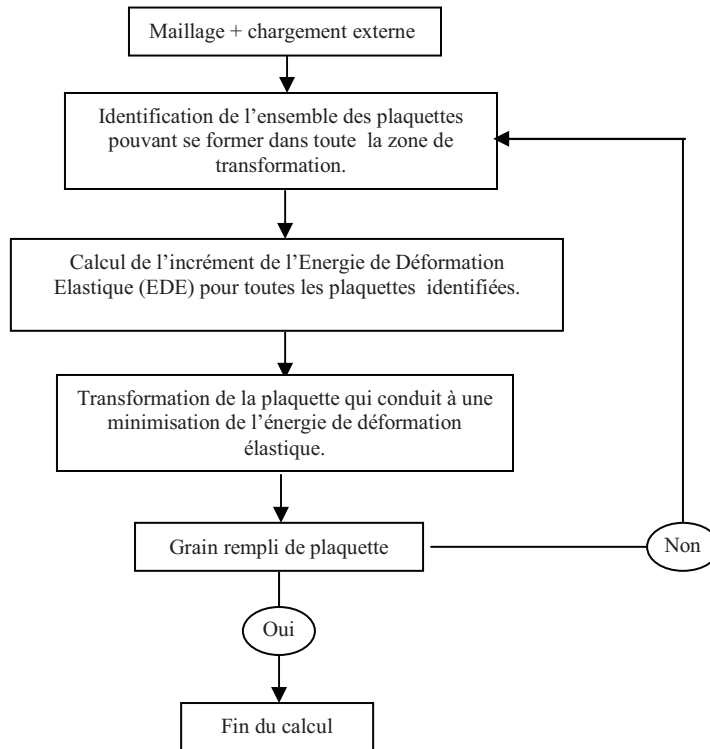 Maillage + chargement externe
Identification de l’ensemble des plaquettes
pouvant se former dans toute la zone de
transformation.
Calcul de l’incrément de l’Energie de Déformation
Elastique (EDE) pour toutes les plaquettes identifiées.
Transformation de la plaquette qui conduit à une
minimisation de l’énergie de déformation
élastique.
Grain rempli de plaquette
Non
Oui
Fin du calcul